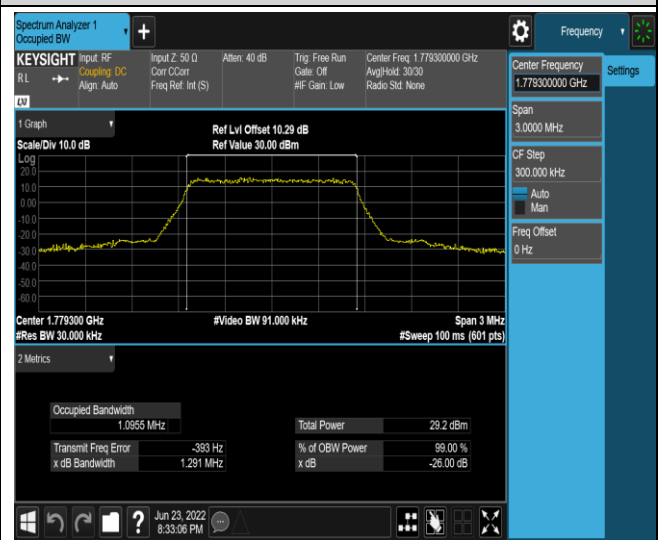 Spectrum Analyzer 1
Occupied BW
Frequency
KEYSIGHT
RL
LXI
Input: RF
Coupling: DC
Align: Auto
Input Z: 50 Ω
Corr CCorr
Freq Ref: Int (S)
Atten: 40 dB
Trig: Free Run
Gate: Off
#IF Gain: Low
Center Freq: 1.779300000 GHz
Avg|Hold: 30/30
Radio Std: None
Center Frequency
1.779300000 GHz
Settings
Span
3.0000 MHz
CF Step
300.000 kHz
Auto
Man
Freq Offset
0 Hz
1 Graph
Scale/Div 10.0 dB
Ref Lvl Offset 10.29 dB
Ref Value 30.00 dBm
Log
20.0
10.0
0.00
-10.0
-20.0
-30.0
-40.0
-50.0
-60.0
Center 1.779300 GHz
#Res BW 30.000 kHz
#Video BW 91.000 kHz
Span 3 MHz
#Sweep 100 ms (601 pts)
2 Metrics
Occupied Bandwidth
1.0955 MHz
Total Power 29.2 dBm
Transmit Freq Error -393 Hz
% of OBW Power 99.00 %
x dB Bandwidth 1.291 MHz
x dB -26.00 dB
?
Jun 23, 2022
8:33:06 PM